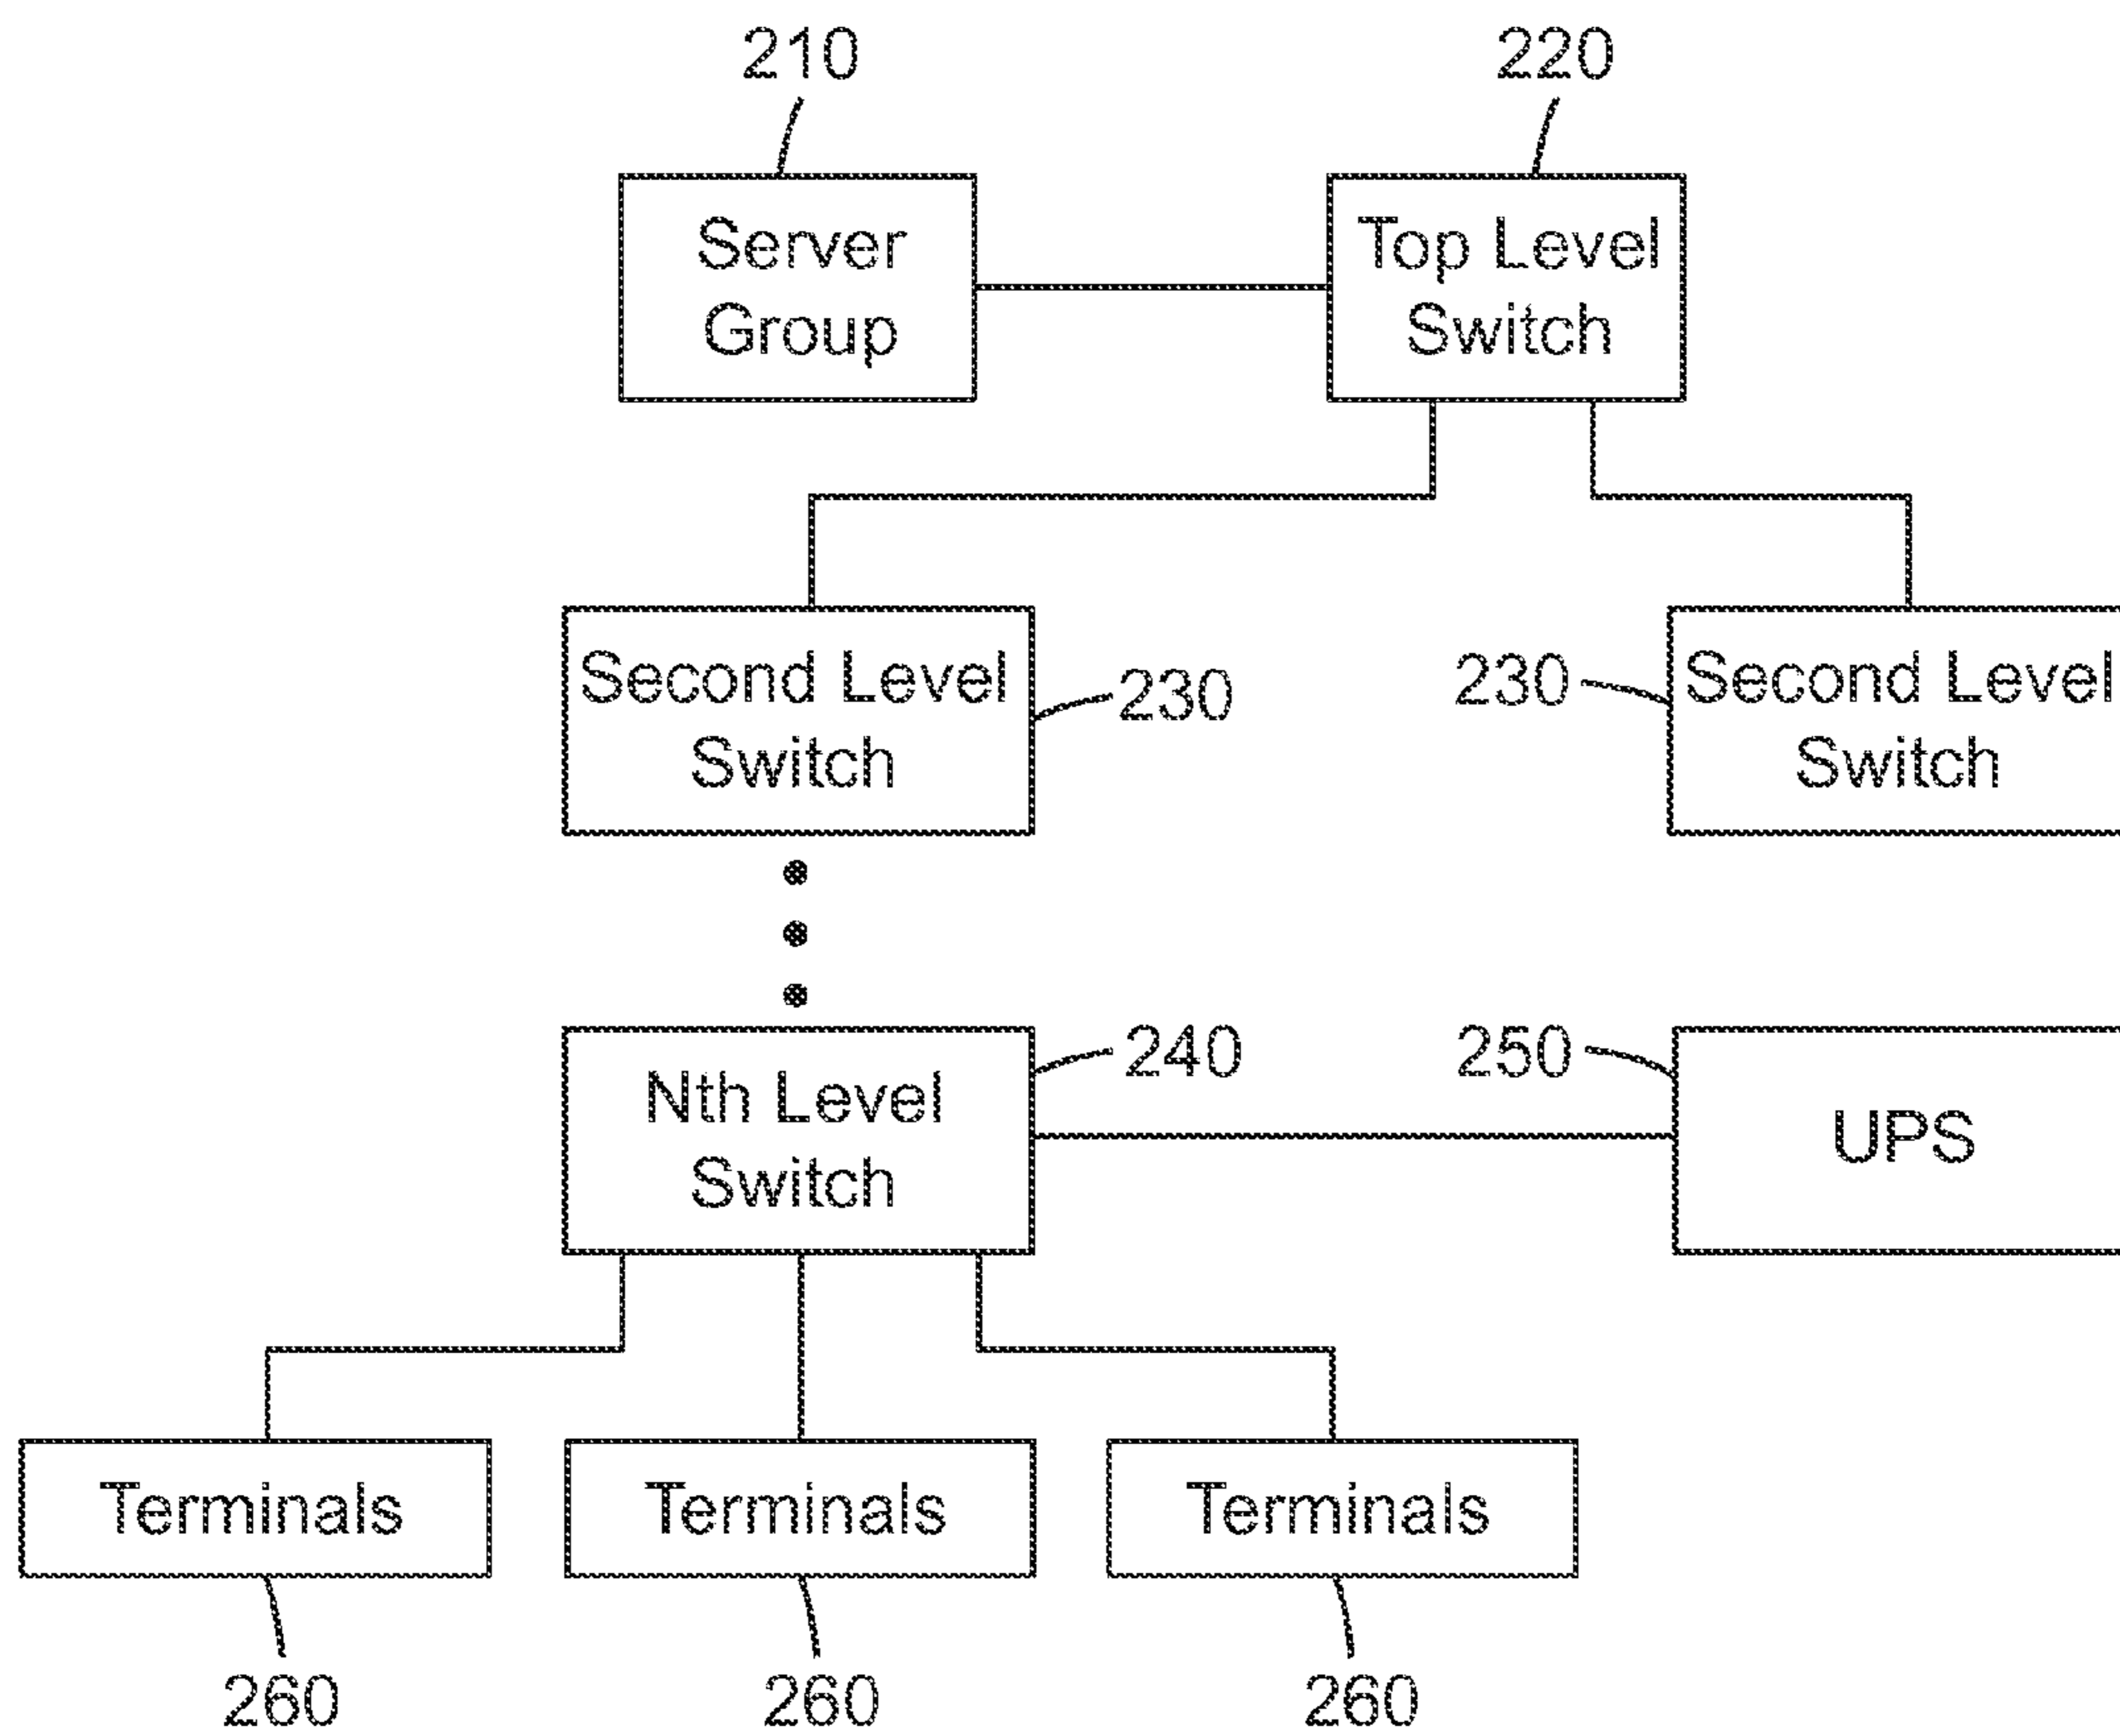 210
220
Server
Group
Top Level
Switch
Second Level
Switch
230
230
Second Level
Switch
Nth Level
Switch
240
250
UPS
Terminals
Terminals
Terminals
260
260
260